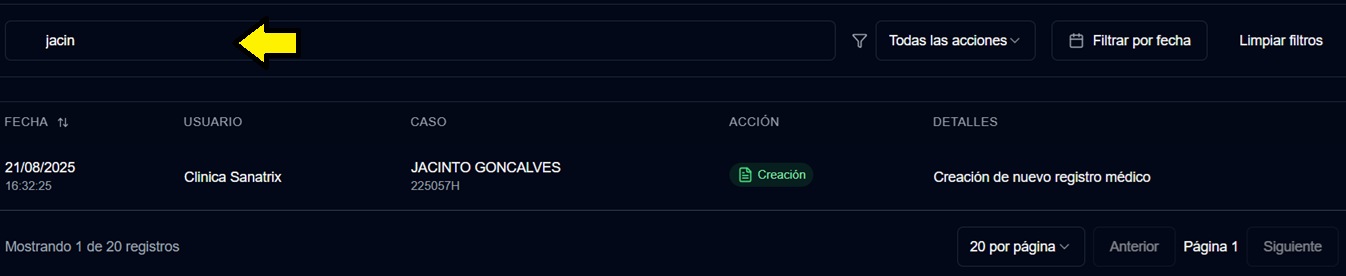 jacin
Todas las acciones
Filtrar por fecha
Limpiar filtros
FECHA USUARIO CASO ACCIÓN DETALLES
21/08/2025
16:32:25
Clinica Sanatrix
JACINTO GONCALVES
225057H
Creación
Creación de nuevo registro médico
Mostrando 1 de 20 registros
20 por página
Anterior
Página 1
Siguiente